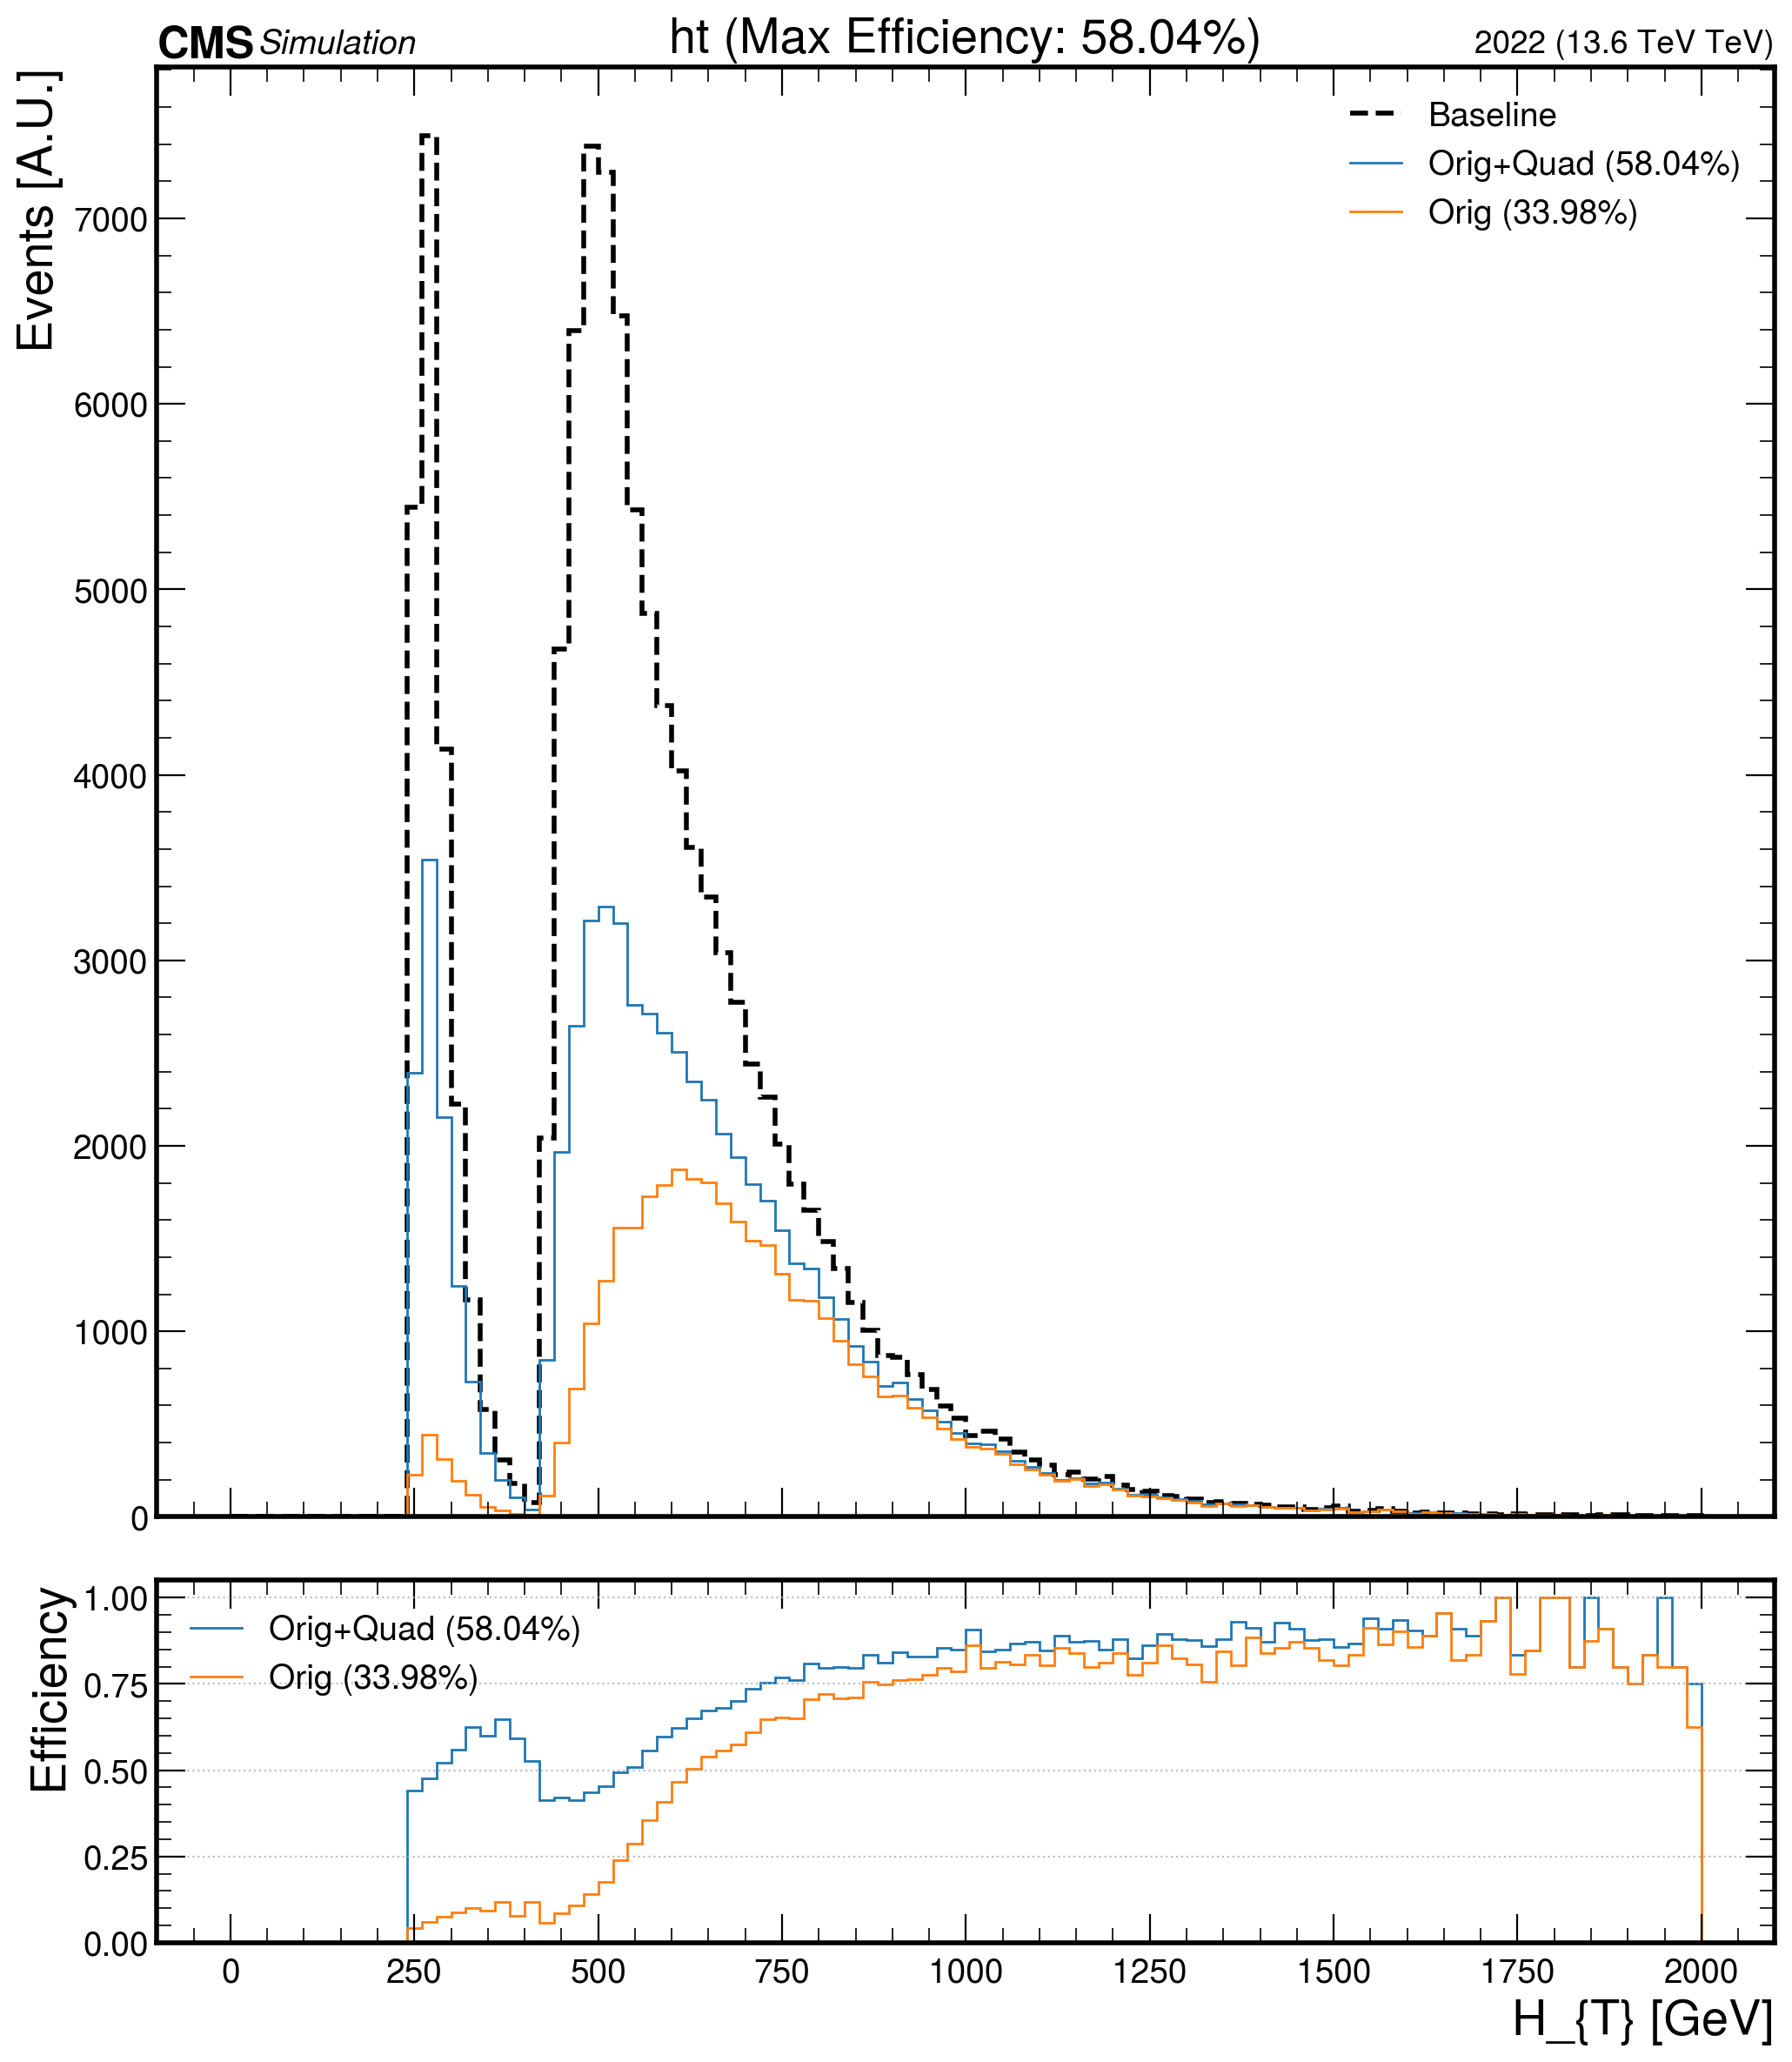 CMS Simulation ht (Max Efficiency: 58.04%) 2022 (13.6 TeV TeV)
Events [A.U.]
Baseline
Orig+Quad (58.04%)
Orig (33.98%)
7000
6000
5000
4000
3000
2000
1000
0
Efficiency
Orig+Quad (58.04%)
Orig (33.98%)
1.00
0.75
0.50
0.25
0.00
0 250 500 750 1000 1250 1500 1750 2000
H_{T} [GeV]